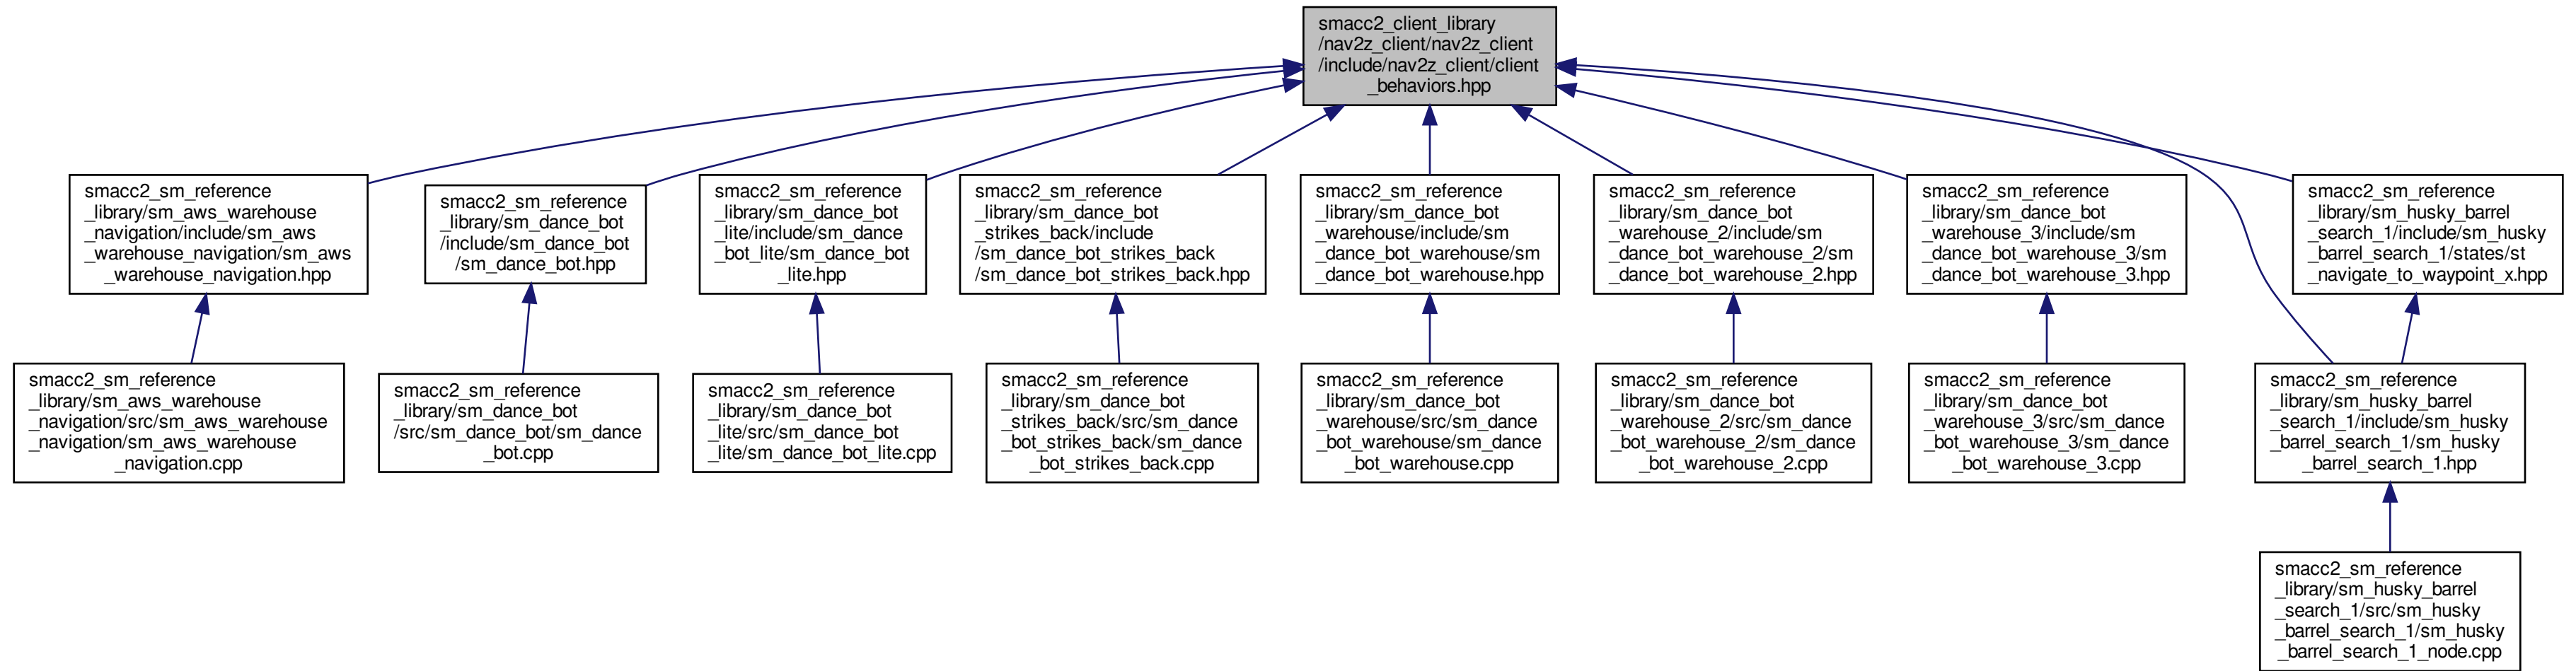 smacc2_client_library
/nav2z_client/nav2z_client
/include/nav2z_client/client
_behaviors.hpp
smacc2_sm_reference
_library/sm_aws_warehouse
_navigation/include/sm_aws
_warehouse_navigation/sm_aws
_warehouse_navigation.hpp
smacc2_sm_reference
_library/sm_dance_bot
/include/sm_dance_bot
/sm_dance_bot.hpp
smacc2_sm_reference
_library/sm_dance_bot
_lite/include/sm_dance
_bot_lite/sm_dance_bot
_lite.hpp
smacc2_sm_reference
_library/sm_dance_bot
_strikes_back/include
/sm_dance_bot_strikes_back
/sm_dance_bot_strikes_back.hpp
smacc2_sm_reference
_library/sm_dance_bot
_warehouse/include/sm
_dance_bot_warehouse/sm
_dance_bot_warehouse.hpp
smacc2_sm_reference
_library/sm_dance_bot
_warehouse_2/include/sm
_dance_bot_warehouse_2/sm
_dance_bot_warehouse_2.hpp
smacc2_sm_reference
_library/sm_dance_bot
_warehouse_3/include/sm
_dance_bot_warehouse_3/sm
_dance_bot_warehouse_3.hpp
smacc2_sm_reference
_library/sm_husky_barrel
_search_1/include/sm_husky
_barrel_search_1/states/st
_navigate_to_waypoint_x.hpp
smacc2_sm_reference
_library/sm_aws_warehouse
_navigation/src/sm_aws_warehouse
_navigation/sm_aws_warehouse
_navigation.cpp
smacc2_sm_reference
_library/sm_dance_bot
/src/sm_dance_bot/sm_dance
_bot.cpp
smacc2_sm_reference
_library/sm_dance_bot
_lite/src/sm_dance_bot
_lite/sm_dance_bot_lite.cpp
smacc2_sm_reference
_library/sm_dance_bot
_strikes_back/src/sm_dance
_bot_strikes_back/sm_dance
_bot_strikes_back.cpp
smacc2_sm_reference
_library/sm_dance_bot
_warehouse/src/sm_dance
_bot_warehouse/sm_dance
_bot_warehouse.cpp
smacc2_sm_reference
_library/sm_dance_bot
_warehouse_2/src/sm_dance
_bot_warehouse_2/sm_dance
_bot_warehouse_2.cpp
smacc2_sm_reference
_library/sm_dance_bot
_warehouse_3/src/sm_dance
_bot_warehouse_3/sm_dance
_bot_warehouse_3.cpp
smacc2_sm_reference
_library/sm_husky_barrel
_search_1/include/sm_husky
_barrel_search_1/sm_husky
_barrel_search_1.hpp
smacc2_sm_reference
_library/sm_husky_barrel
_search_1/src/sm_husky
_barrel_search_1/sm_husky
_barrel_search_1_node.cpp